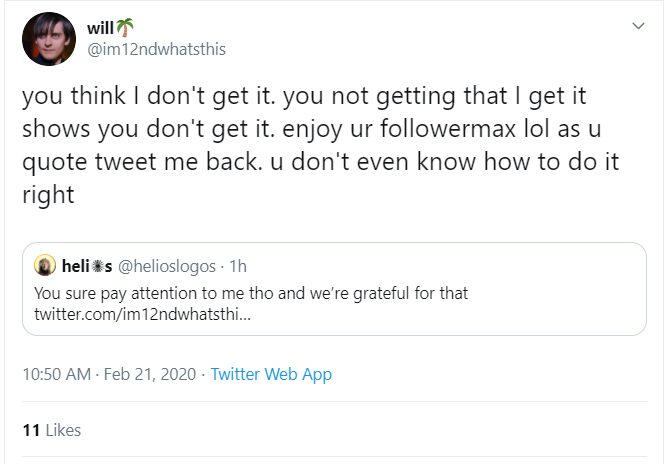 will🌴
@im12ndwhatsthis
you think I don't get it. you not getting that I get it
shows you don't get it. enjoy ur followermax lol as u
quote tweet me back. u don't even know how to do it
right
heli☀s @helioslogos · 1h
You sure pay attention to me tho and we’re grateful for that
twitter.com/im12ndwhatsthi...
10:50 AM · Feb 21, 2020 · Twitter Web App
11 Likes